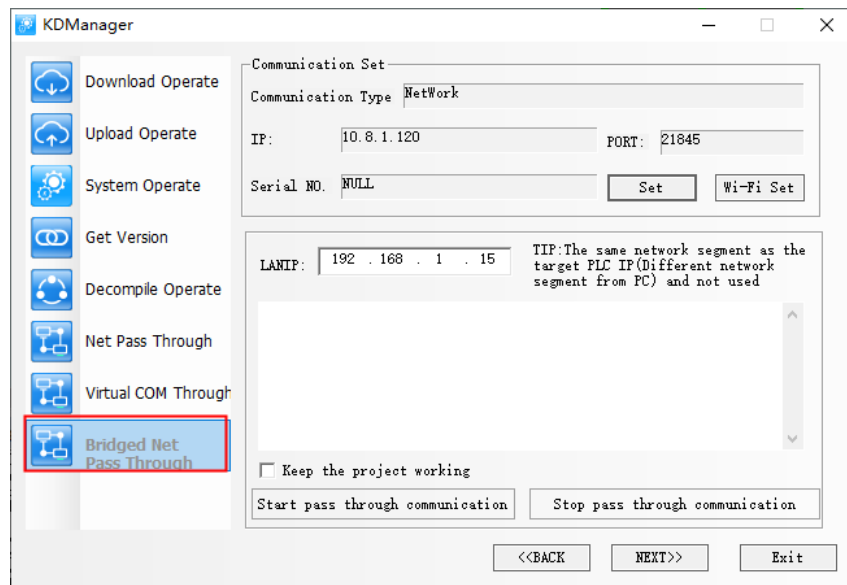 KDManager
Download Operate
Upload Operate
System Operate
Get Version
Decompile Operate
Net Pass Through
Virtual COM Through
Bridged Net
Pass Through
Communication Set
Communication Type NetWork
IP: 10.8.1.120 PORT: 21845
Serial NO. NULL Set Wi-Fi Set
LANIP: 192 . 168 . 1 . 15
TIP:The same network segment as the
target PLC IP(Different network
segment from PC) and not used
Keep the project working
Start pass through communication Stop pass through communication
<<BACK NEXT>> Exit